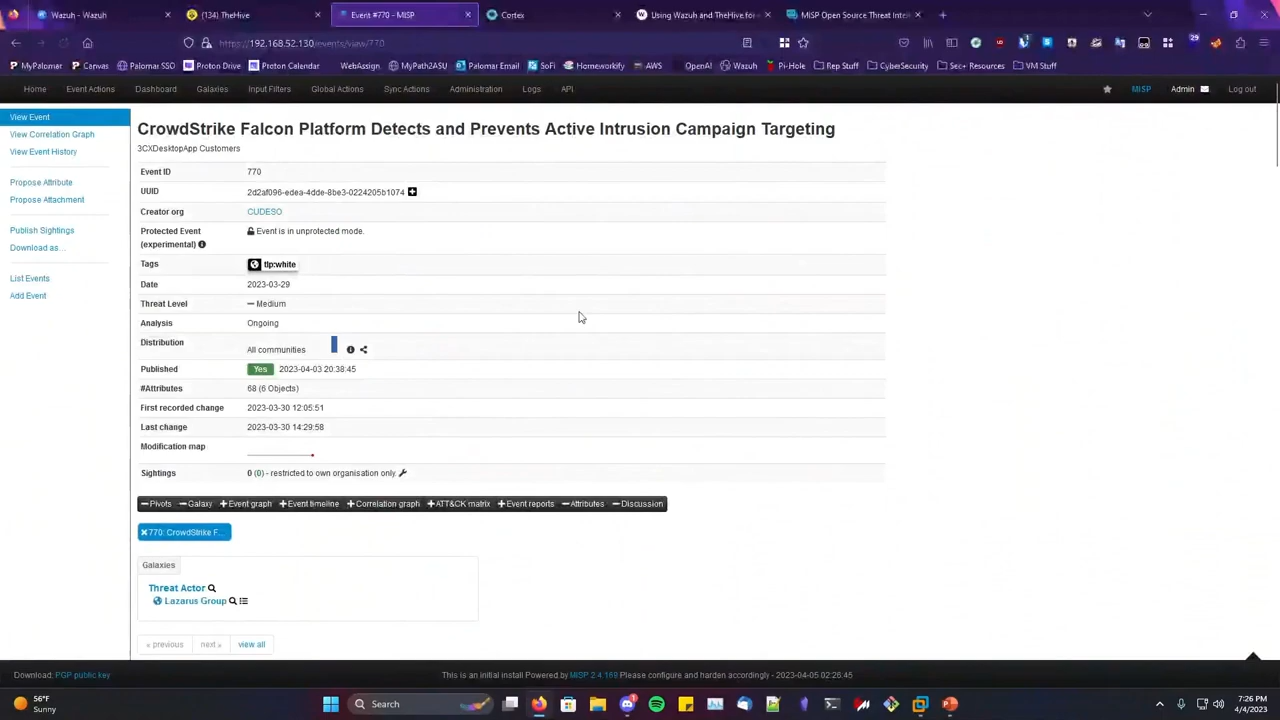 (134) TheHive
Event #770 - MISP
Cortex
Using Wazuh and TheHive for
MISP Threat Intel
192.168.52.130/events/view/770
MyPalomar
Canvas
Palomar SSO
Proton Drive
Proton Calendar
WebAssign
MyPath2ASU
Palomar Email
SoFi
Homeworkify
AWS
OpenAI
Wazuh
Pi-Hole
Rep Stuff
CyberSecurity
Sec+ Resources
VM Stuff
Home
Event Actions
Dashboard
Galaxies
Input Filters
Global Actions
Sync Actions
Administration
Logs
API
MISP
Admin
Log out
View Event
View Correlation Graph
View Event History
Propose Attribute
Propose Attachment
Publish Sightings
Download as...
List Events
Add Event
CrowdStrike Falcon Platform Detects and Prevents Active Intrusion Campaign Targeting
3CXDesktopApp Customers
Event ID 770
UUID 2d2af096-edea-4dde-8be3-0224205b1074
Creator org CUDESO
Protected Event (experimental) Event is in unprotected mode.
Tags tlp:white
Date 2023-03-29
Threat Level Medium
Analysis Ongoing
Distribution All communities
Published Yes 2023-04-03 20:38:45
#Attributes 68 (6 Objects)
First recorded change 2023-03-30 12:05:51
Last change 2023-03-30 14:29:58
Modification map
Sightings 0 (0) - restricted to own organisation only.
Pivots Galaxy Event graph Event timeline Correlation graph ATT&CK matrix Event reports Attributes Discussion
770: CrowdStrike F...
Galaxies
Threat Actor
Lazarus Group
« previous next » view all
Download: PGP public key
This is an initial install Powered by MISP 2.4.169 Please configure and harden accordingly - 2023-04-05 02:26:45
56°F
Sunny
Search
7:26 PM
4/4/2023